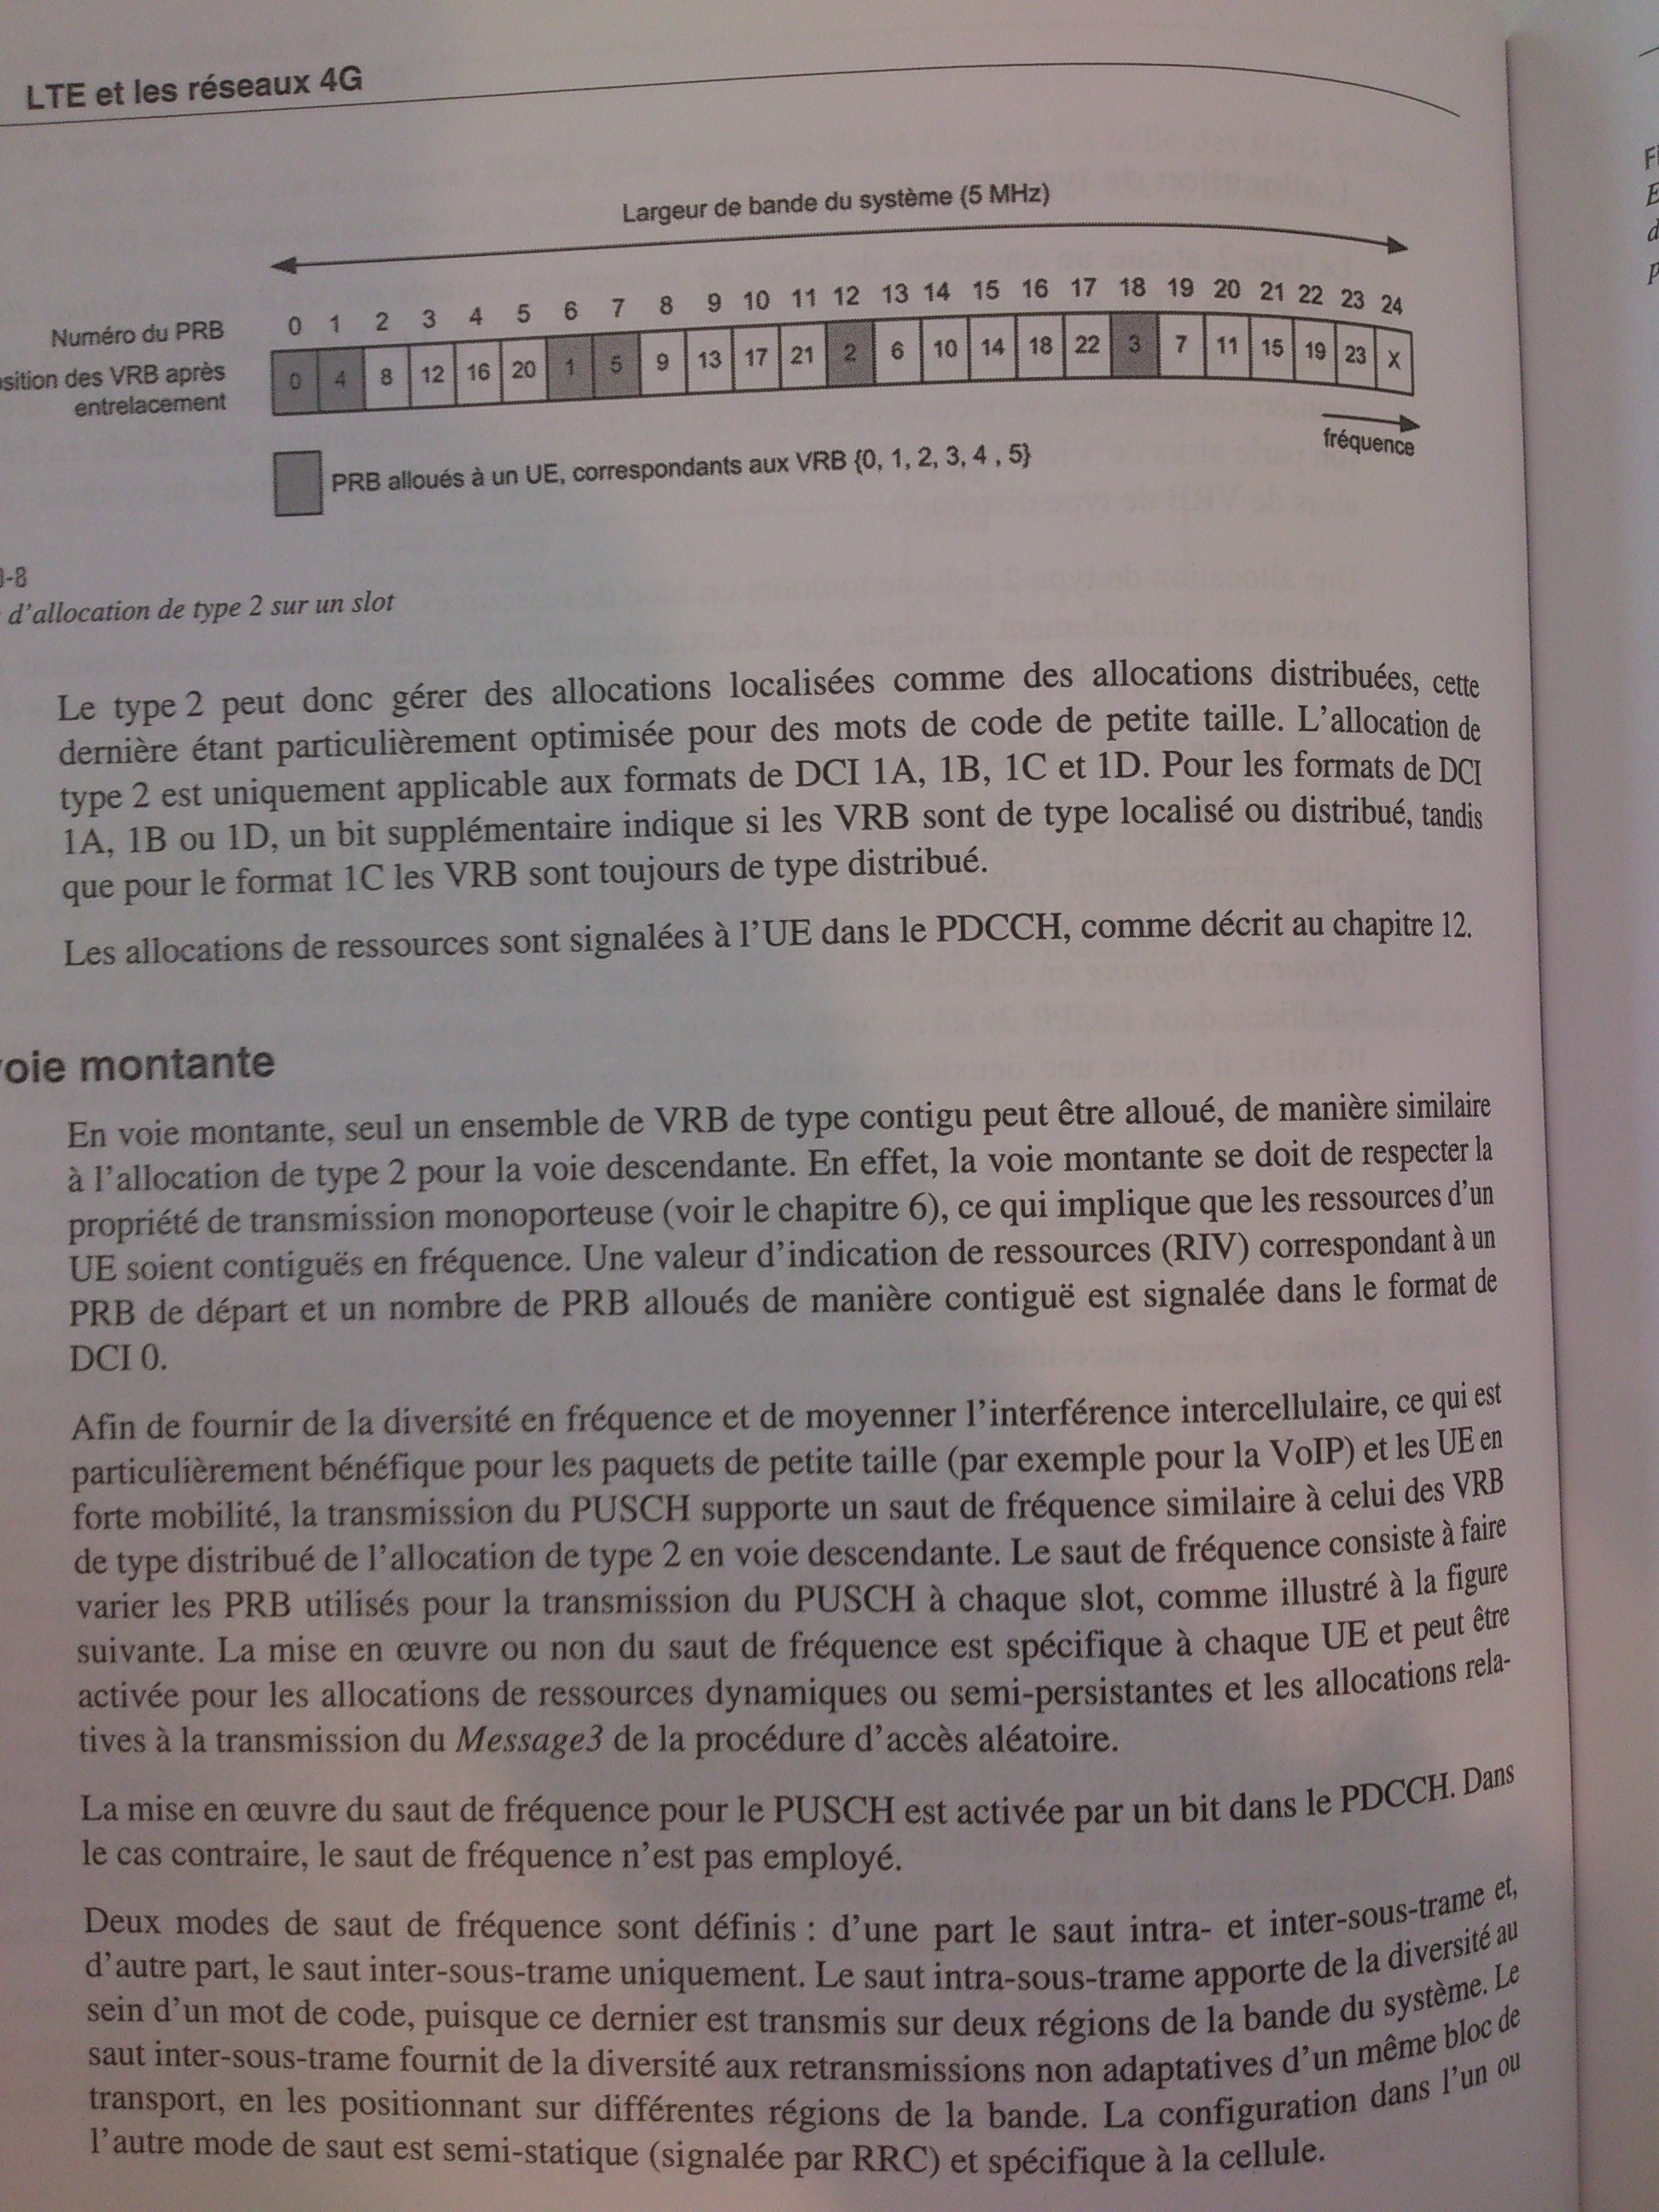 LTE et les réseaux 4G
Largeur de bande du système (5 MHz)
Numéro du PRB 0 1 2 3 4 5 6 7 8 9 10 11 12 13 14 15 16 17 18 19 20 21 22 23 24
des VRB après 0 4 8 12 16 20 1 5 9 13 17 21 2 6 10 14 18 22 3 7 11 15 19 23 X
entrelacement
fréquence
PRB alloués à un UE, correspondants aux VRB {0, 1, 2, 3, 4 , 5}
-8
d'allocation de type 2 sur un slot
Le type 2 peut donc gérer des allocations localisées comme des allocations distribuées, cette
dernière étant particulièrement optimisée pour des mots de code de petite taille. L'allocation de
type 2 est uniquement applicable aux formats de DCI 1A, 1B, 1C et 1D. Pour les formats de DCI
1A, 1B ou 1D, un bit supplémentaire indique si les VRB sont de type localisé ou distribué, tandis
que pour le format 1C les VRB sont toujours de type distribué.
Les allocations de ressources sont signalées à l'UE dans le PDCCH, comme décrit au chapitre 12.
oie montante
En voie montante, seul un ensemble de VRB de type contigu peut être alloué, de manière similaire
à l'allocation de type 2 pour la voie descendante. En effet, la voie montante se doit de respecter la
propriété de transmission monoporteuse (voir le chapitre 6), ce qui implique que les ressources d'un
UE soient contiguës en fréquence. Une valeur d'indication de ressources (RIV) correspondant à un
PRB de départ et un nombre de PRB alloués de manière contiguë est signalée dans le format de
DCI 0.
Afin de fournir de la diversité en fréquence et de moyenner l'interférence intercellulaire, ce qui est
particulièrement bénéfique pour les paquets de petite taille (par exemple pour la VoIP) et les UE en
forte mobilité, la transmission du PUSCH supporte un saut de fréquence similaire à celui des VRB
de type distribué de l'allocation de type 2 en voie descendante. Le saut de fréquence consiste à faire
varier les PRB utilisés pour la transmission du PUSCH à chaque slot, comme illustré à la figure
suivante. La mise en œuvre ou non du saut de fréquence est spécifique à chaque UE et peut être
activée pour les allocations de ressources dynamiques ou semi-persistantes et les allocations rela-
tives à la transmission du Message3 de la procédure d'accès aléatoire.
La mise en œuvre du saut de fréquence pour le PUSCH est activée par un bit dans le PDCCH. Dans
le cas contraire, le saut de fréquence n'est pas employé.
Deux modes de saut de fréquence sont définis : d'une part le saut intra- et inter-sous-trame et,
d'autre part, le saut inter-sous-trame uniquement. Le saut intra-sous-trame apporte de la diversité au
sein d'un mot de code, puisque ce dernier est transmis sur deux régions de la bande du système. Le
saut inter-sous-trame fournit de la diversité aux retransmissions non adaptatives d'un même bloc de
transport, en les positionnant sur différentes régions de la bande. La configuration dans l'un ou
l'autre mode de saut est semi-statique (signalée par RRC) et spécifique à la cellule.